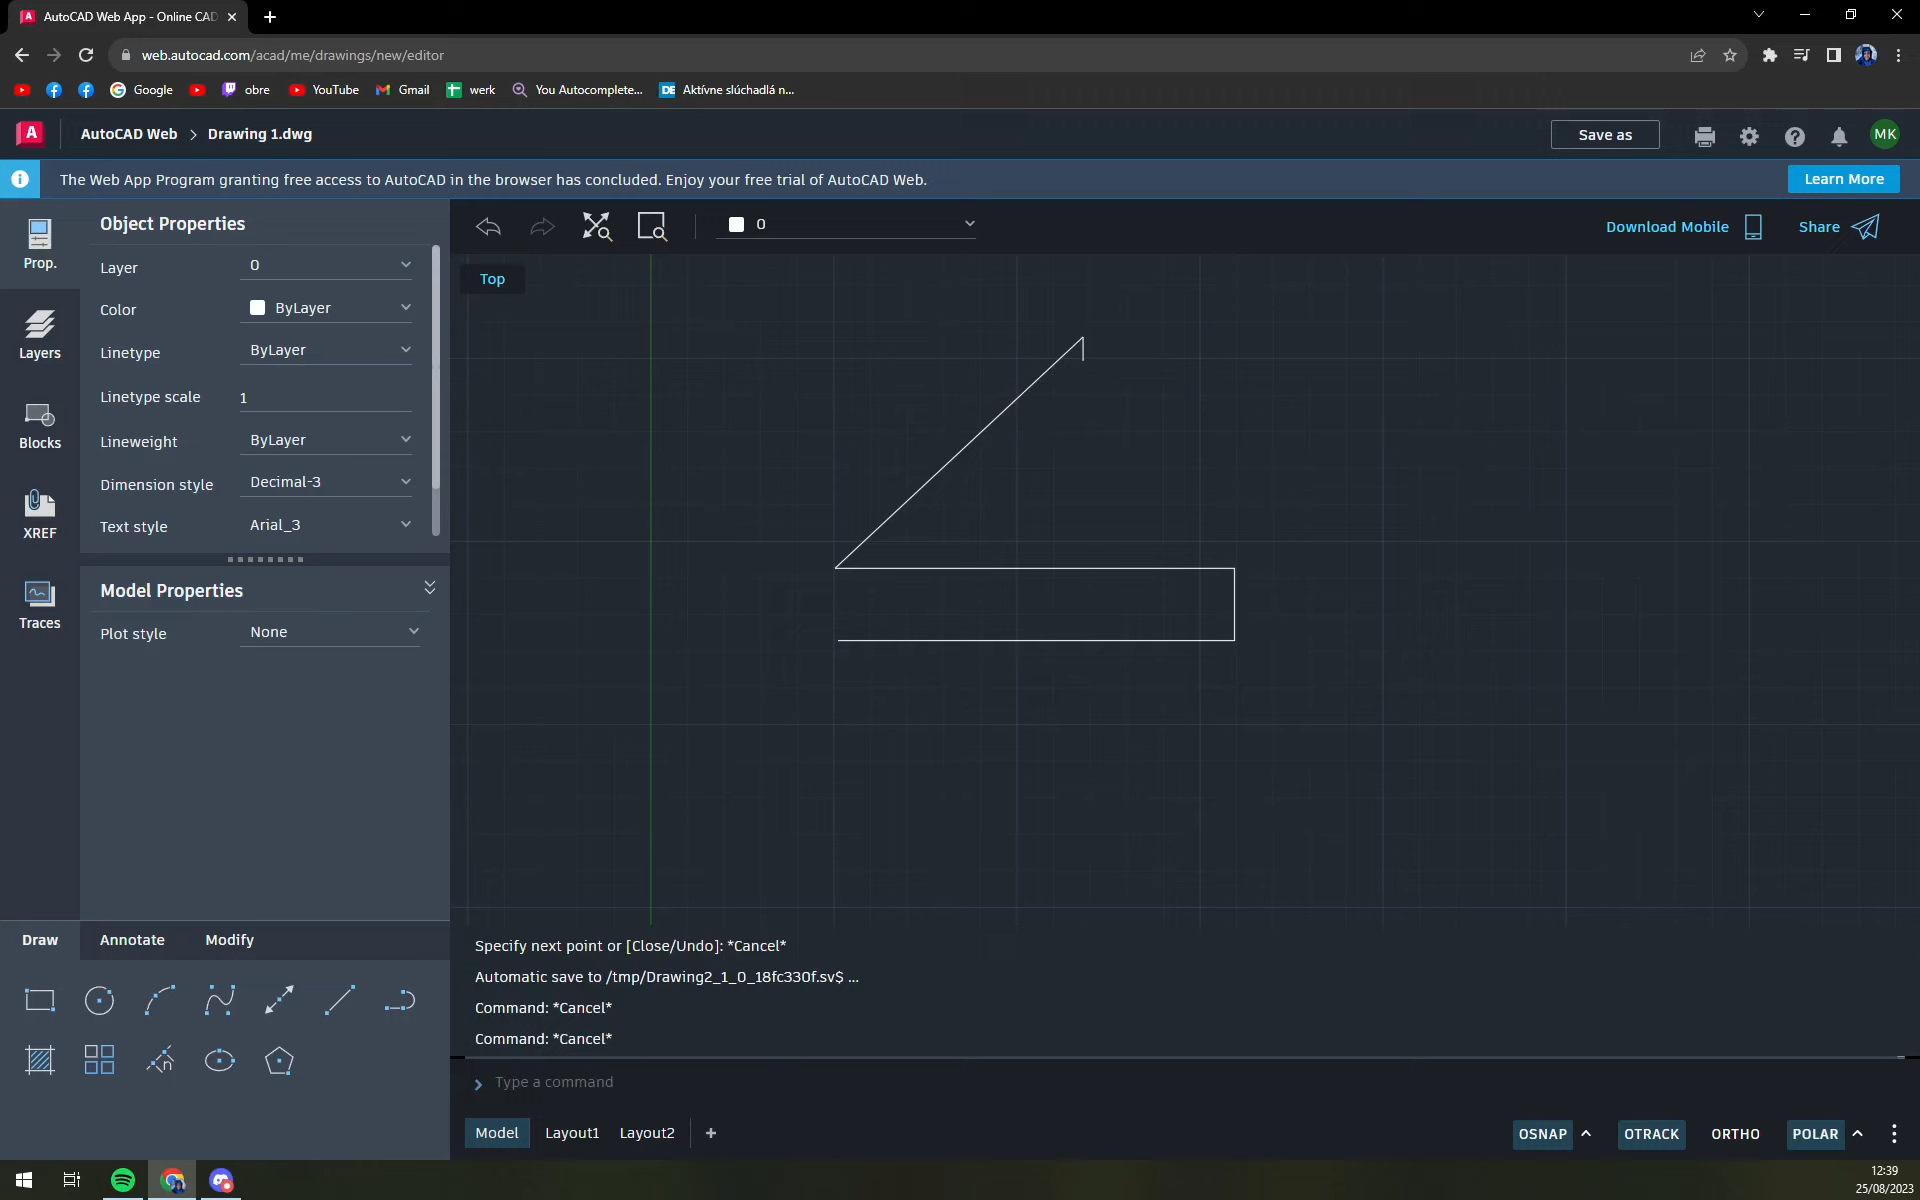 AutoCAD Web App - Online CAD
web.autocad.com/acad/me/drawings/new/editor
Google
obre
YouTube
Gmail
werk
You Autocomplete...
DE
Aktívne slúchadlá n...
A
AutoCAD Web > Drawing 1.dwg
Save as
MK
The Web App Program granting free access to AutoCAD in the browser has concluded. Enjoy your free trial of AutoCAD Web.
Learn More
Prop.
Layers
Blocks
XREF
Traces
Object Properties
Layer 0
Color ByLayer
Linetype ByLayer
Linetype scale 1
Lineweight ByLayer
Dimension style Decimal-3
Text style Arial_3
Model Properties
Plot style None
0
Download Mobile
Share
Top
Draw Annotate Modify
Specify next point or [Close/Undo]: *Cancel*
Automatic save to /tmp/Drawing2_1_0_18fc330f.sv$ ...
Command: *Cancel*
Command: *Cancel*
Type a command
Model Layout1 Layout2 +
OSNAP OTRACK ORTHO POLAR
12:39
25/08/2023